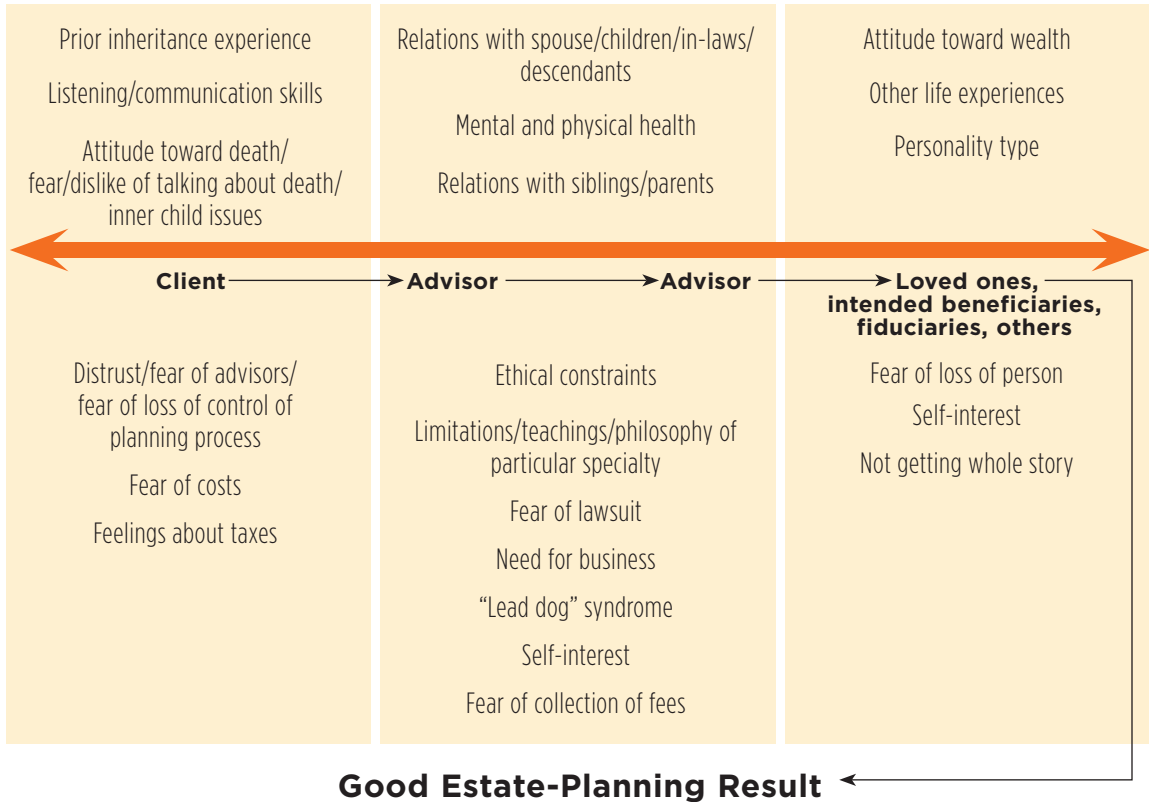 Prior inheritance experience
Listening/communication skills
Attitude toward death/
fear/dislike of talking about death/
inner child issues
Relations with spouse/children/in-laws/
descendants
Mental and physical health
Relations with siblings/parents
Attitude toward wealth
Other life experiences
Personality type
Client
Advisor
Advisor
Loved ones,
intended beneficiaries,
fiduciaries, others
Distrust/fear of advisors/
fear of loss of control of
planning process
Fear of costs
Feelings about taxes
Ethical constraints
Limitations/teachings/philosophy of
particular specialty
Fear of lawsuit
Need for business
“Lead dog” syndrome
Self-interest
Fear of collection of fees
Fear of loss of person
Self-interest
Not getting whole story
Good Estate-Planning Result